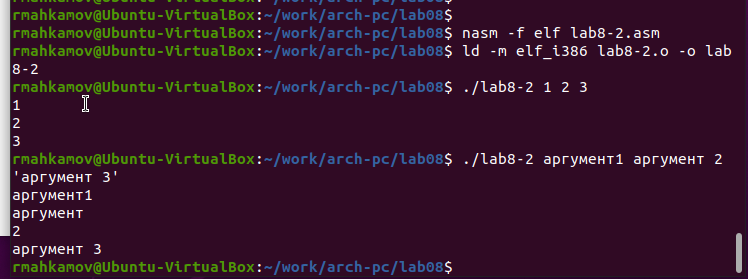 rmahkamov@Ubuntu-VirtualBox:~/work/arch-pc/lab08$
rmahkamov@Ubuntu-VirtualBox:~/work/arch-pc/lab08$ nasm -f elf lab8-2.asm
rmahkamov@Ubuntu-VirtualBox:~/work/arch-pc/lab08$ ld -m elf_i386 lab8-2.o -o lab
8-2
rmahkamov@Ubuntu-VirtualBox:~/work/arch-pc/lab08$ ./lab8-2 1 2 3
1
2
3
rmahkamov@Ubuntu-VirtualBox:~/work/arch-pc/lab08$ ./lab8-2 аргумент1 аргумент 2
'аргумент 3'
аргумент1
аргумент
2
аргумент 3
rmahkamov@Ubuntu-VirtualBox:~/work/arch-pc/lab08$